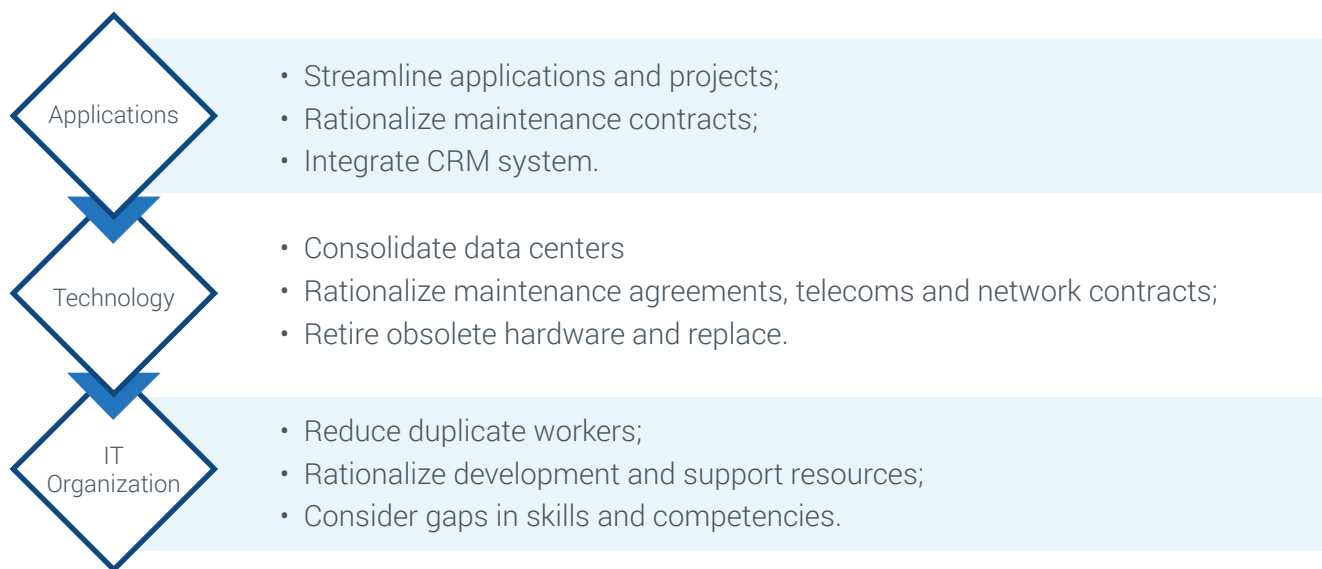 Applications
• Streamline applications and projects;
• Rationalize maintenance contracts;
• Integrate CRM system.
Technology
• Consolidate data centers
• Rationalize maintenance agreements, telecoms and network contracts;
• Retire obsolete hardware and replace.
IT
Organization
• Reduce duplicate workers;
• Rationalize development and support resources;
• Consider gaps in skills and competencies.